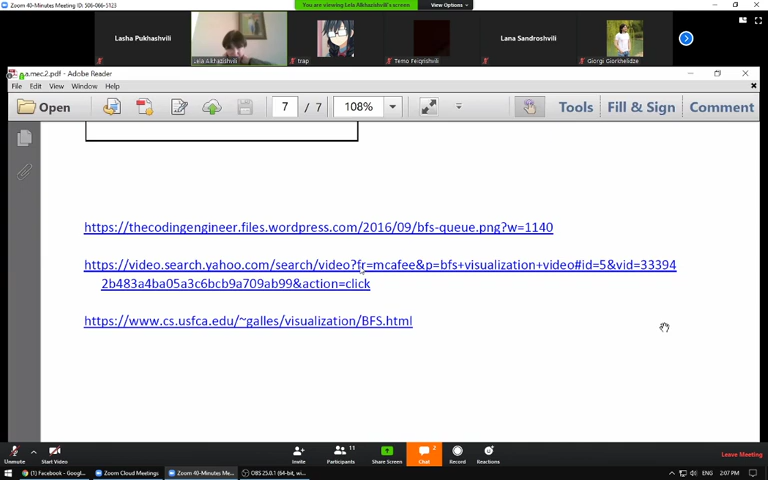 Zoom 40-Minutes Meeting ID: 506-066-5123
You are viewing Lela Alkhazishvili's screen
View Options
Lasha Pukhashvili
Lela Alkhazishvili
trap
Temo Feiqrishvili
Lana Sandroshvili
Giorgi Giorkhelidze
a.mec.2.pdf - Adobe Reader
File Edit View Window Help
Open
7 / 7
108%
Tools
Fill & Sign
Comment
https://thecodingengineer.files.wordpress.com/2016/09/bfs-queue.png?w=1140
https://video.search.yahoo.com/search/video?fr=mcafee&p=bfs+visualization+video#id=5&vid=33394
2b483a4ba05a3c6bcb9a709ab99&action=click
https://www.cs.usfca.edu/~galles/visualization/BFS.html
Unmute
Start Video
Invite
11
Participants
Share Screen
2
Chat
Record
Reactions
Leave Meeting
(1) Facebook - Googl...
Zoom Cloud Meetings
Zoom 40-Minutes Me...
OBS 25.0.1 (64-bit, wi...
ENG
2:07 PM